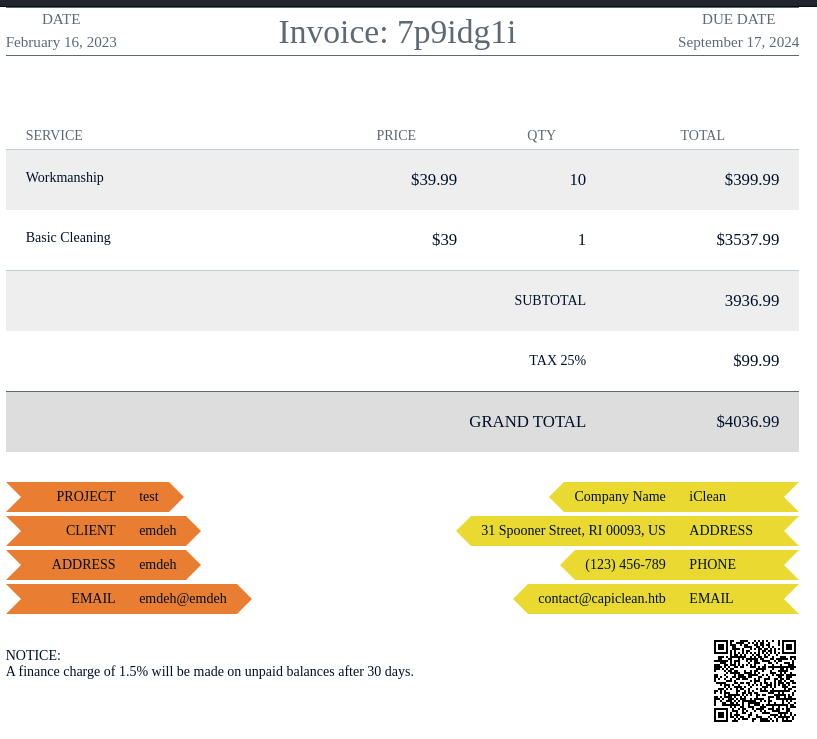 DATE
February 16, 2023
Invoice: 7p9idg1i
DUE DATE
September 17, 2024
SERVICE PRICE QTY TOTAL
Workmanship $39.99 10 $399.99
Basic Cleaning $39 1 $3537.99
SUBTOTAL 3936.99
TAX 25% $99.99
GRAND TOTAL $4036.99
PROJECT test
CLIENT emdeh
ADDRESS emdeh
EMAIL emdeh@emdeh
Company Name iClean
31 Spooner Street, RI 00093, US ADDRESS
(123) 456-789 PHONE
contact@capiclean.htb EMAIL
NOTICE:
A finance charge of 1.5% will be made on unpaid balances after 30 days.